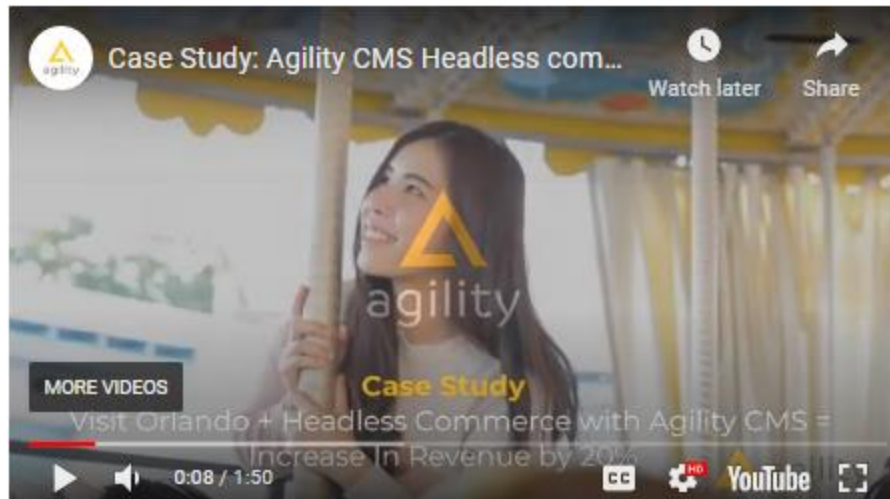 agility
Case Study: Agility CMS Headless com...
Watch later
Share
agility
MORE VIDEOS
Case Study
Visit Orlando + Headless Commerce with Agility CMS =
Increase In Revenue by 20%
0:08 / 1:50
CC
HD
YouTube